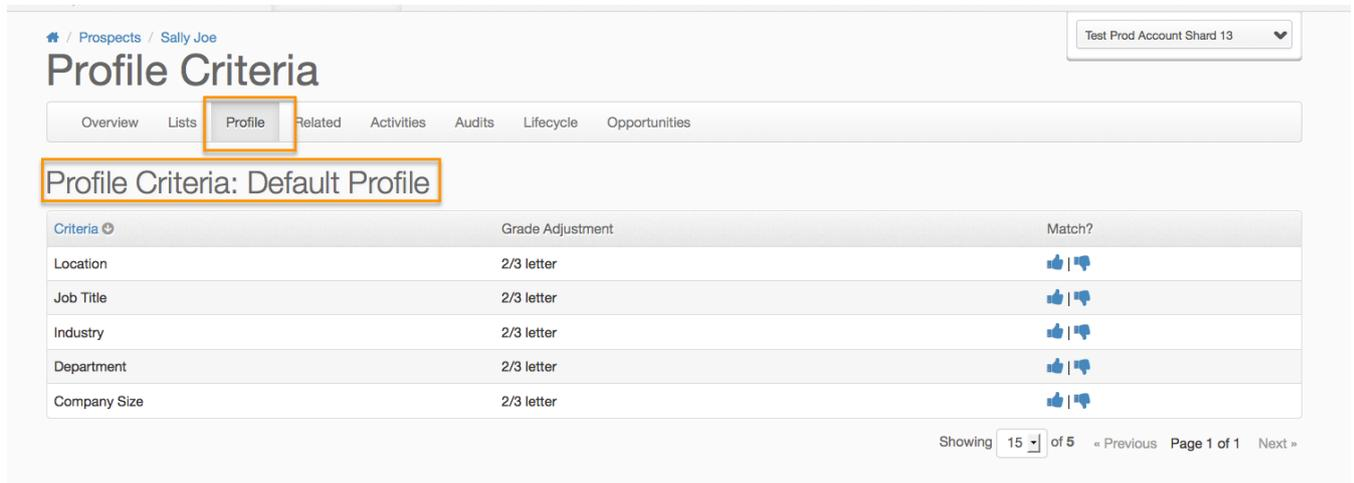 / Prospects / Sally Joe
Test Prod Account Shard 13
Profile Criteria
Overview Lists Profile Related Activities Audits Lifecycle Opportunities
Profile Criteria: Default Profile
Criteria Grade Adjustment Match?
Location 2/3 letter |
Job Title 2/3 letter |
Industry 2/3 letter |
Department 2/3 letter |
Company Size 2/3 letter |
Showing 15 of 5 « Previous Page 1 of 1 Next »